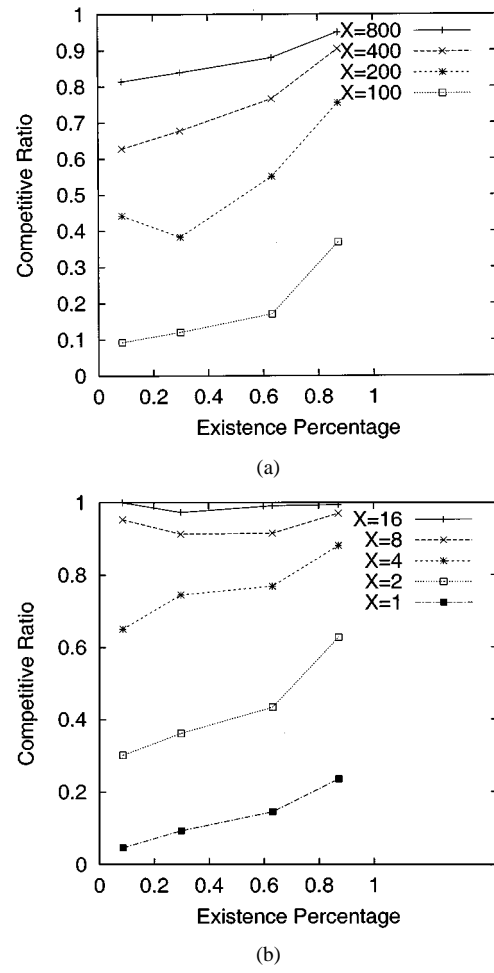 1
0.9
0.8
0.7
0.6
0.5
0.4
0.3
0.2
0.1
0
Competitive Ratio
X=800
X=400
X=200
X=100
0 0.2 0.4 0.6 0.8 1
Existence Percentage
(a)
1
0.8
0.6
0.4
0.2
0
Competitive Ratio
X=16
X=8
X=4
X=2
X=1
0 0.2 0.4 0.6 0.8 1
Existence Percentage
(b)